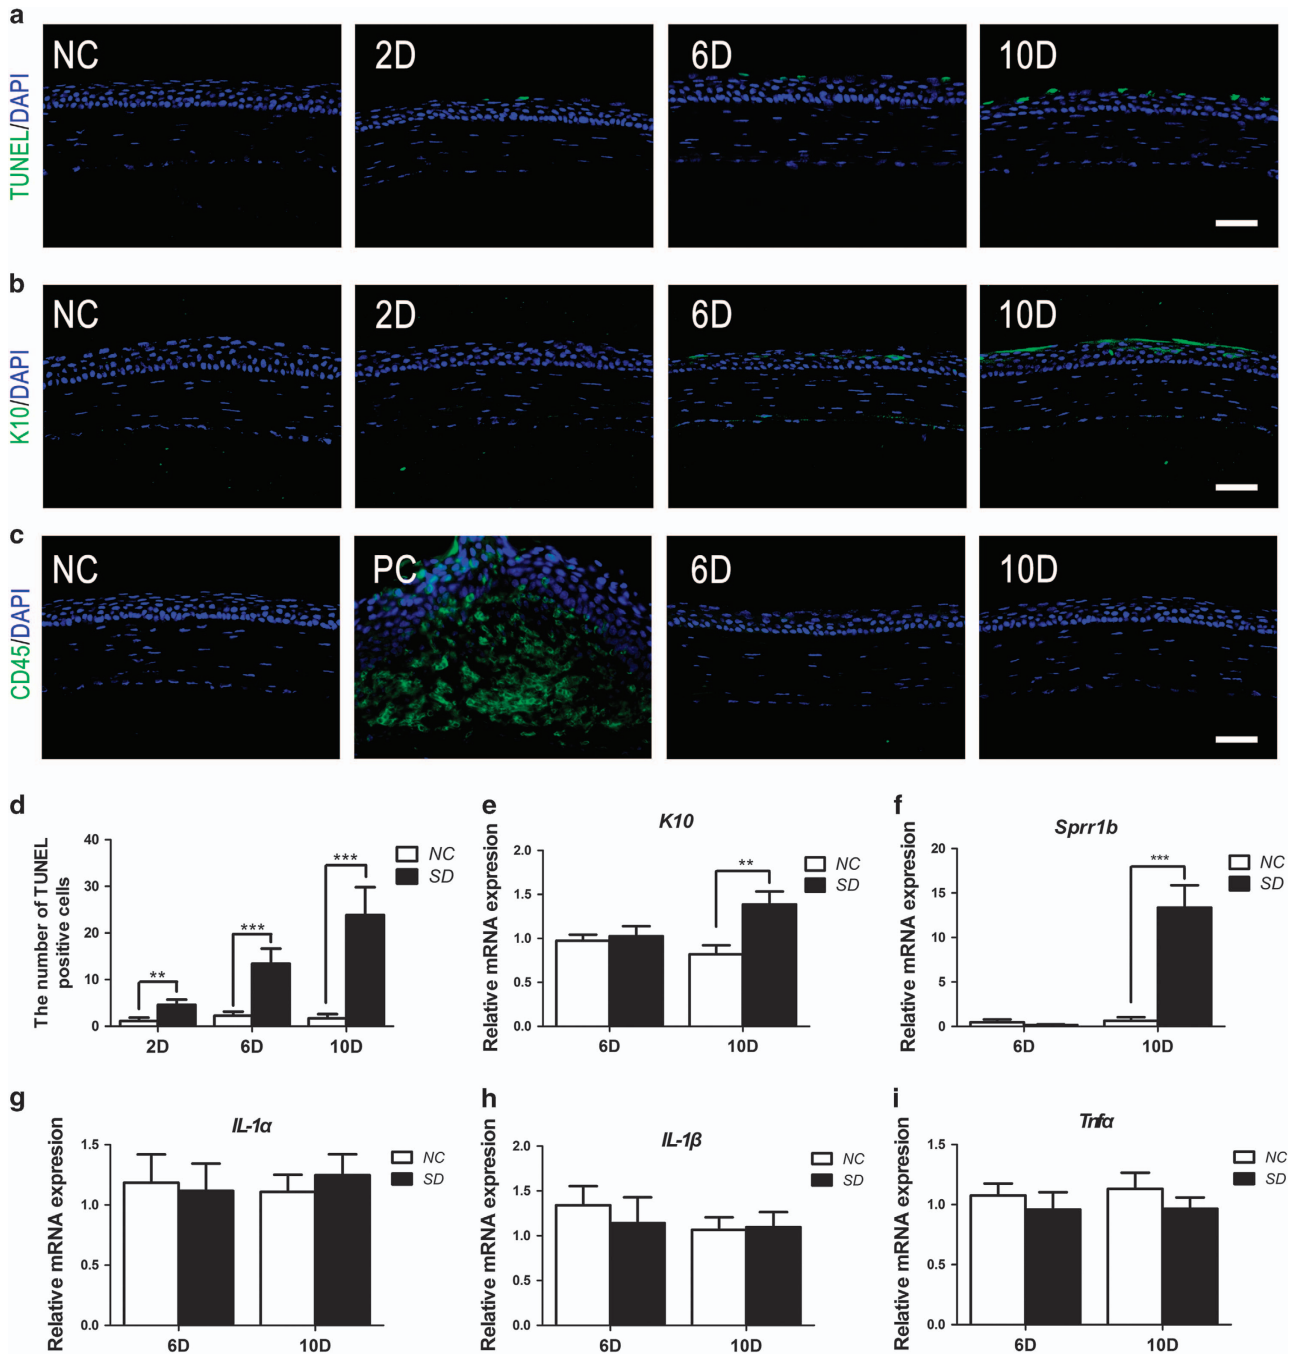 a
TUNEL/DAPI
NC
2D
6D
10D
b
K10/DAPI
NC
2D
6D
10D
c
CD45/DAPI
NC
PC
6D
10D
d
The number of TUNEL
positive cells
40
30
20
10
0
**
***
***
NC
SD
2D
6D
10D
e
K10
Relative mRNA expresion
2.0
1.5
1.0
0.5
0.0
**
NC
SD
6D
10D
f
Sprr1b
Relative mRNA expresion
20
15
10
5
0
***
NC
SD
6D
10D
g
IL-1α
Relative mRNA expresion
1.5
1.0
0.5
0.0
NC
SD
6D
10D
h
IL-1β
Relative mRNA expresion
2.0
1.5
1.0
0.5
0.0
NC
SD
6D
10D
i
Tnfα
Relative mRNA expresion
1.5
1.0
0.5
0.0
NC
SD
6D
10D